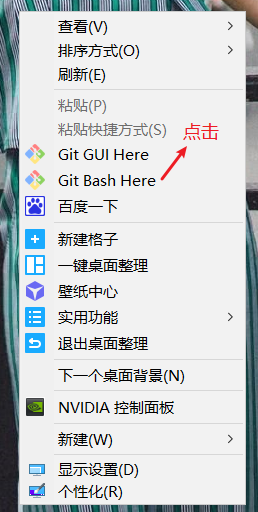 查看(V)
排序方式(O)
刷新(E)
粘贴(P)
粘贴快捷方式(S)
点击
Git GUI Here
Git Bash Here
百度一下
新建格子
一键桌面整理
壁纸中心
实用功能
退出桌面整理
下一个桌面背景(N)
NVIDIA 控制面板
新建(W)
显示设置(D)
个性化(R)